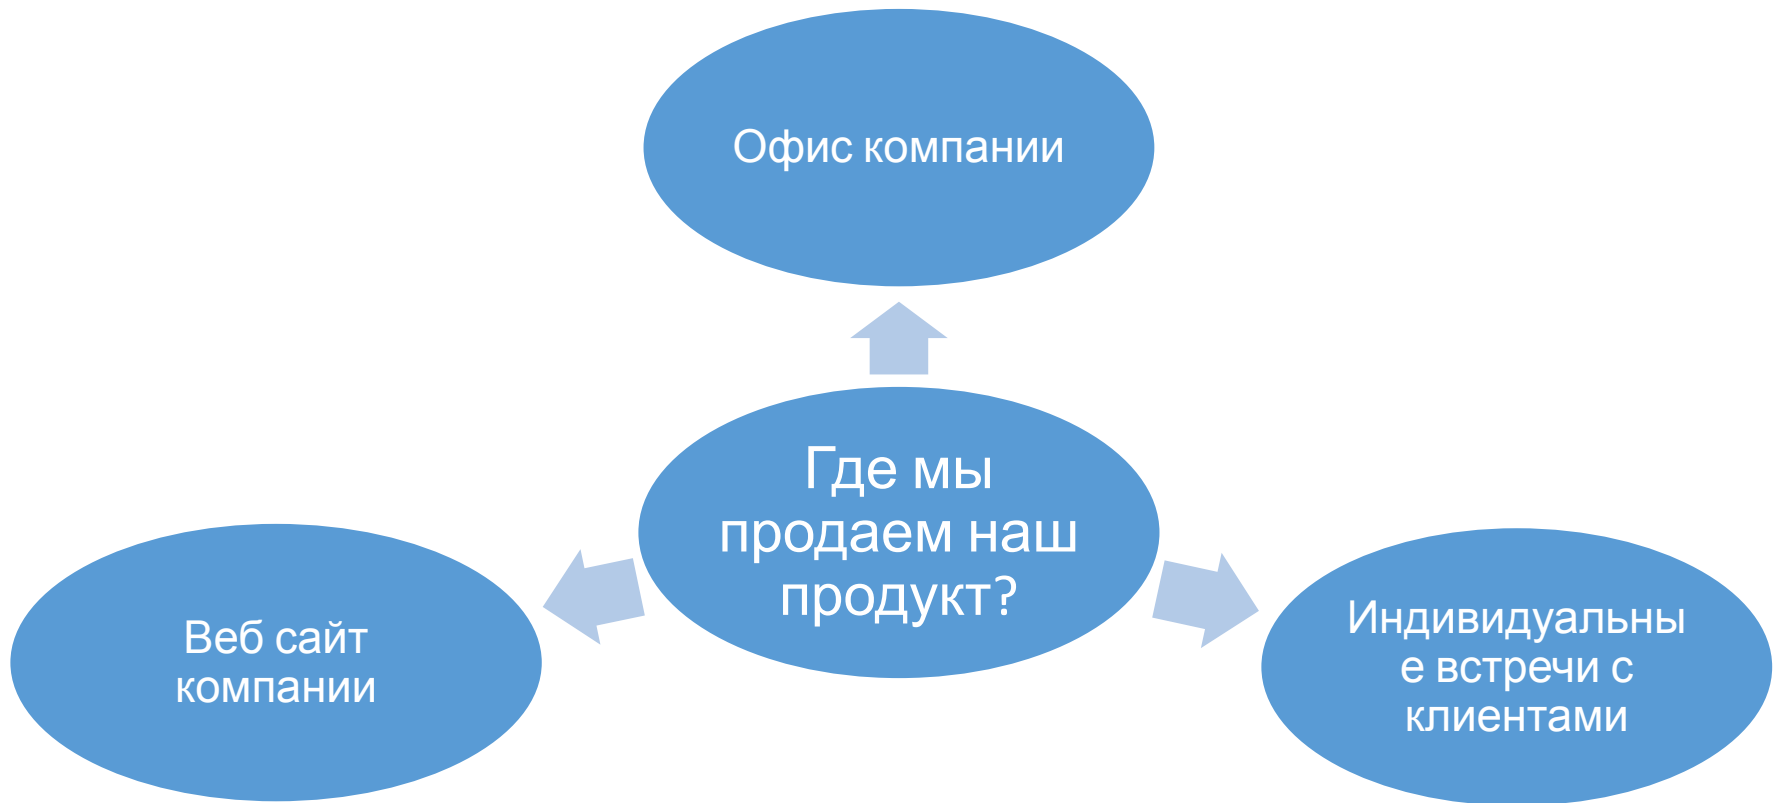 Офис компании
Где мы
продаем наш
продукт?
Веб сайт
компании
Индивидуальны
е встречи с
клиентами